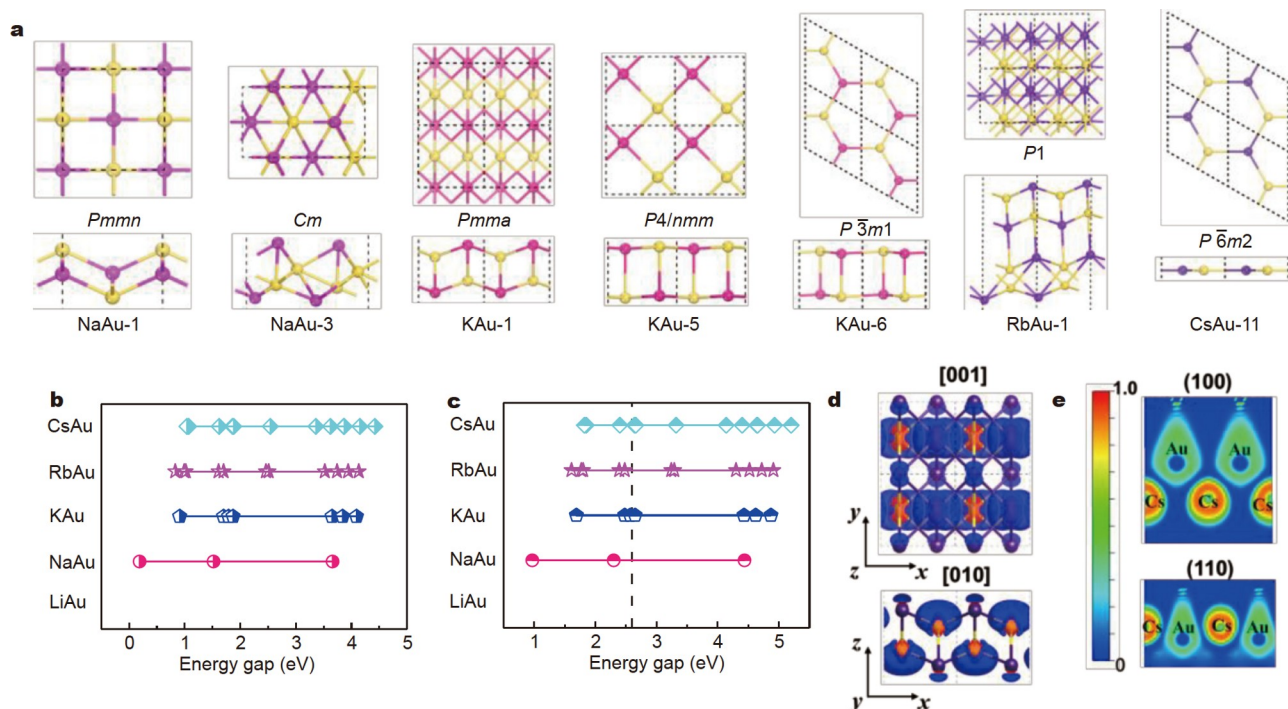 a
Pmmn
Cm
Pmma
P4/nmm
P 3̅m1
P1
P 6̅m2
NaAu-1
NaAu-3
KAu-1
KAu-5
KAu-6
RbAu-1
CsAu-11
b
CsAu
RbAu
KAu
NaAu
LiAu
0 1 2 3 4 5
Energy gap (eV)
c
CsAu
RbAu
KAu
NaAu
LiAu
1 2 3 4 5
Energy gap (eV)
d
[001]
y
z x
[010]
z
y x
e
1.0
0
(100)
Au Au
Cs Cs Cs
(110)
Cs Au Cs Au